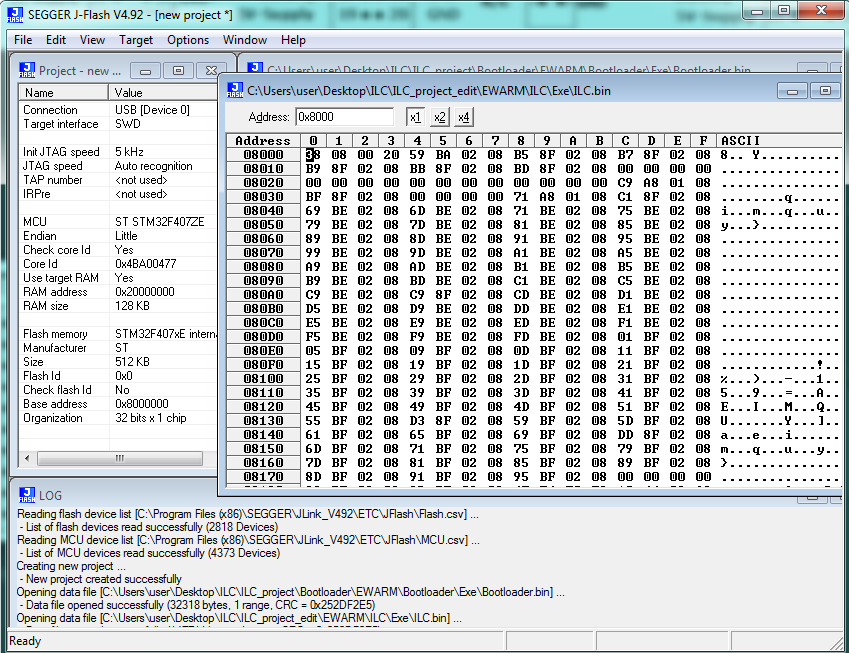 SEGGER J-Flash V4.92 - [new project *]
File Edit View Target Options Window Help
Project - new ...
C:\Users\user\Desktop\ILC\ILC_project\Bootloader\EWARM\Bootloader\Exe\Bootloader.bin
Name Value
Connection USB [Device 0]
Target interface SWD
Init JTAG speed 5 kHz
JTAG speed Auto recognition
TAP number <not used>
IRPre <not used>
MCU ST STM32F407ZE
Endian Little
Check core Id Yes
Core Id 0x4BA00477
Use target RAM Yes
RAM address 0x20000000
RAM size 128 KB
Flash memory STM32F407xE intern
Manufacturer ST
Size 512 KB
Flash Id 0x0
Check flash Id No
Base address 0x8000000
Organization 32 bits x 1 chip
C:\Users\user\Desktop\ILC\ILC_project_edit\EWARM\ILC\Exe\ILC.bin
Address: 0x8000 x1 x2 x4
Address 0 1 2 3 4 5 6 7 8 9 A B C D E F ASCII
08000 38 08 00 20 59 BA 02 08 B5 8F 02 08 B7 8F 02 08 8.. Y...........
08010 B9 8F 02 08 BB 8F 02 08 BD 8F 02 08 00 00 00 00 ................
08020 00 00 00 00 00 00 00 00 00 00 00 00 C9 A8 01 08 ................
08030 BF 8F 02 08 00 00 00 00 71 A8 01 08 C1 8F 02 08 ........q.......
08040 69 BE 02 08 6D BE 02 08 71 BE 02 08 75 BE 02 08 i...m...q...u...
08050 79 BE 02 08 7D BE 02 08 81 BE 02 08 85 BE 02 08 y...}...........
08060 89 BE 02 08 8D BE 02 08 91 BE 02 08 95 BE 02 08 ................
08070 99 BE 02 08 9D BE 02 08 A1 BE 02 08 A5 BE 02 08 ................
08080 A9 BE 02 08 AD BE 02 08 B1 BE 02 08 B5 BE 02 08 ................
08090 B9 BE 02 08 BD BE 02 08 C1 BE 02 08 C5 BE 02 08 ................
080A0 C9 BE 02 08 C9 8F 02 08 CD BE 02 08 D1 BE 02 08 ................
080B0 D5 BE 02 08 D9 BE 02 08 DD BE 02 08 E1 BE 02 08 ................
080C0 E5 BE 02 08 E9 BE 02 08 ED BE 02 08 F1 BE 02 08 ................
080D0 F5 BE 02 08 F9 BE 02 08 FD BE 02 08 01 BF 02 08 ................
080E0 05 BF 02 08 09 BF 02 08 0D BF 02 08 11 BF 02 08 ................
080F0 15 BF 02 08 19 BF 02 08 1D BF 02 08 21 BF 02 08 ............!...
08100 25 BF 02 08 29 BF 02 08 2D BF 02 08 31 BF 02 08 %...)...-...1...
08110 35 BF 02 08 39 BF 02 08 3D BF 02 08 41 BF 02 08 5...9...=...A...
08120 45 BF 02 08 49 BF 02 08 4D BF 02 08 51 BF 02 08 E...I...M...Q...
08130 55 BF 02 08 D3 8F 02 08 59 BF 02 08 5D BF 02 08 U.......Y...]...
08140 61 BF 02 08 65 BF 02 08 69 BF 02 08 DD 8F 02 08 a...e...i.......
08150 6D BF 02 08 71 BF 02 08 75 BF 02 08 79 BF 02 08 m...q...u...y...
08160 7D BF 02 08 81 BF 02 08 85 BF 02 08 89 BF 02 08 }...............
08170 8D BF 02 08 91 BF 02 08 95 BF 02 08 00 00 00 00 ................
LOG
Reading flash device list [C:\Program Files (x86)\SEGGER\JLink_V492\ETC\JFlash\Flash.csv] ...
- List of flash devices read successfully (2818 Devices)
Reading MCU device list [C:\Program Files (x86)\SEGGER\JLink_V492\ETC\JFlash\MCU.csv] ...
- List of MCU devices read successfully (4373 Devices)
Creating new project ...
- New project created successfully
Opening data file [C:\Users\user\Desktop\ILC\ILC_project\Bootloader\EWARM\Bootloader\Exe\Bootloader.bin] ...
- Data file opened successfully (32318 bytes, 1 range, CRC = 0x252DF2E5)
Opening data file [C:\Users\user\Desktop\ILC\ILC_project_edit\EWARM\ILC\Exe\ILC.bin] ...
Ready